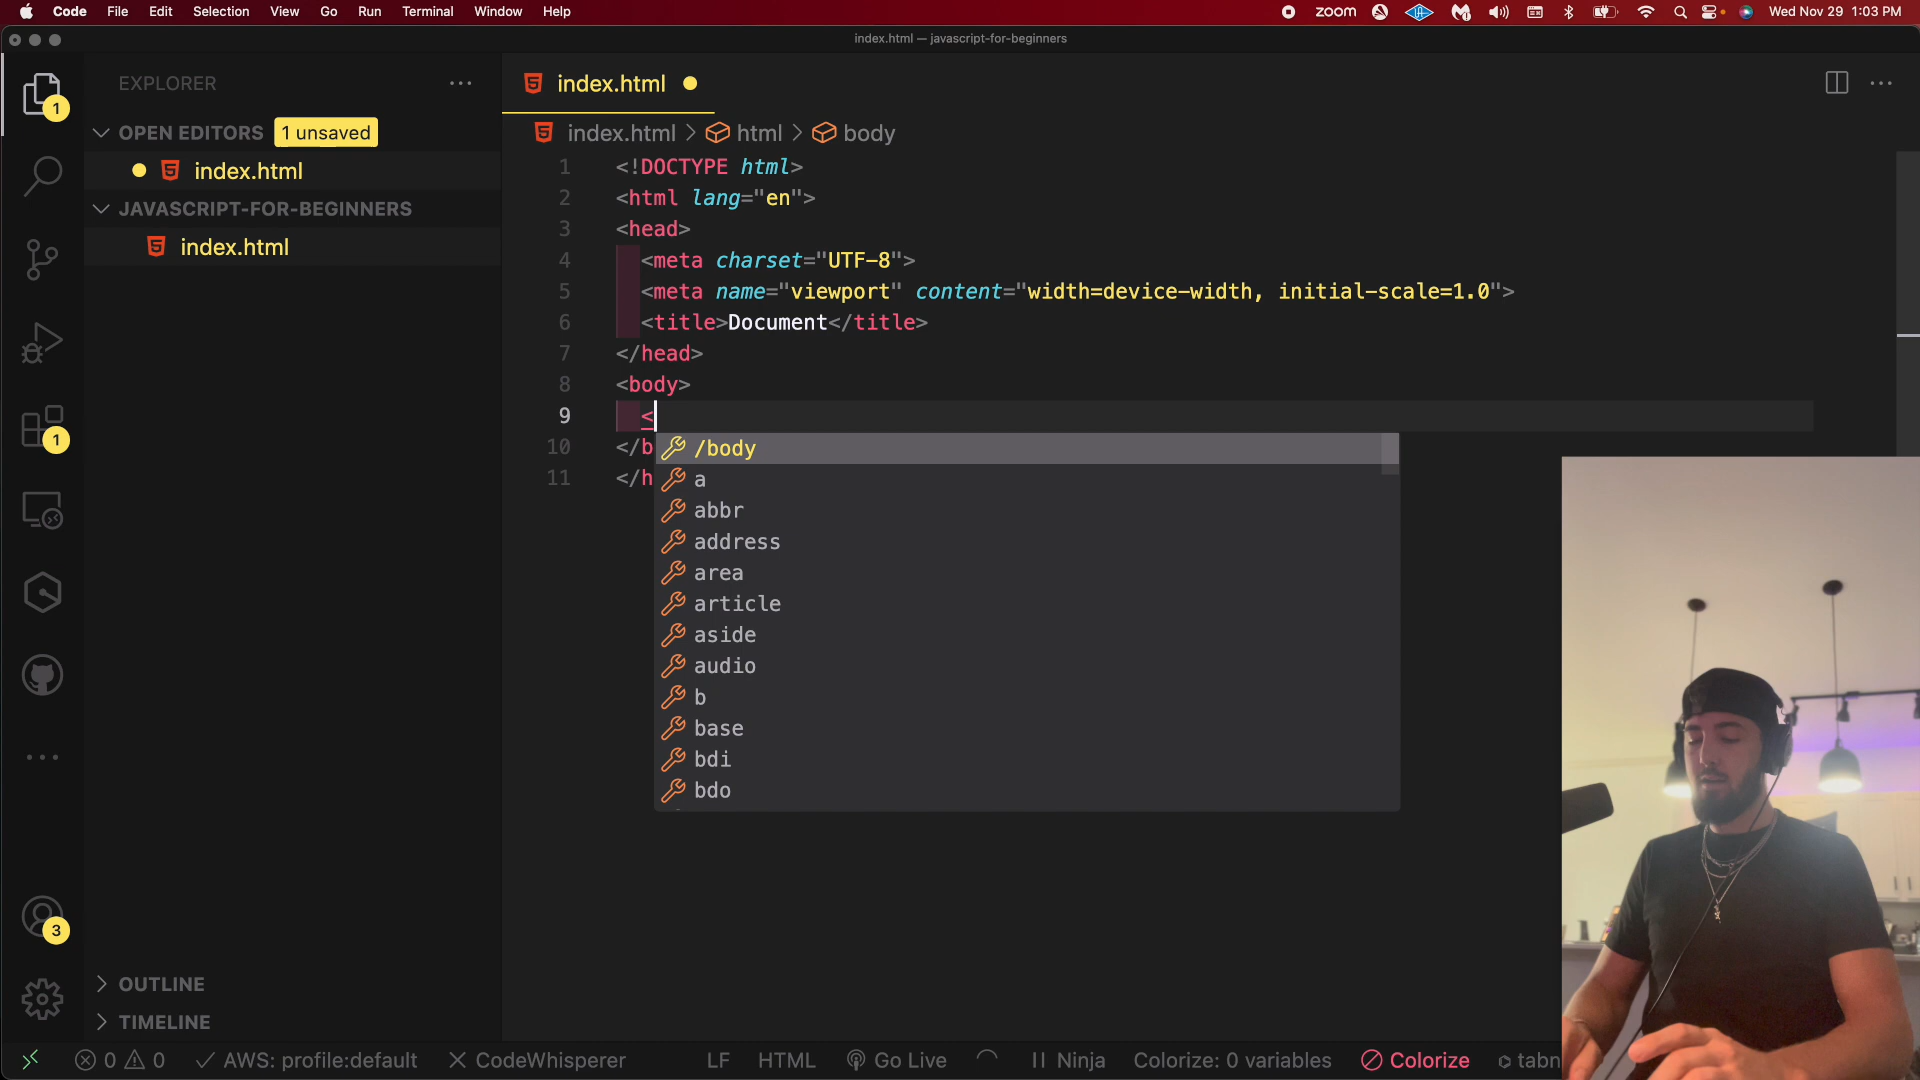 Code File Edit Selection View Go Run Terminal Window Help zoom Wed Nov 29 1:03 PM
index.html — javascript-for-beginners
EXPLORER
index.html
1
OPEN EDITORS 1 unsaved
index.html > html > body
index.html
JAVASCRIPT-FOR-BEGINNERS
index.html
1 <!DOCTYPE html>
2 <html lang="en">
3 <head>
4 <meta charset="UTF-8">
5 <meta name="viewport" content="width=device-width, initial-scale=1.0">
6 <title>Document</title>
7 </head>
8 <body>
9 <
10 </b
11 </h
/body
a
abbr
address
area
article
aside
audio
b
base
bdi
bdo
1
3
OUTLINE
TIMELINE
0 0 AWS: profile:default CodeWhisperer LF HTML Go Live Ninja Colorize: 0 variables Colorize tabn